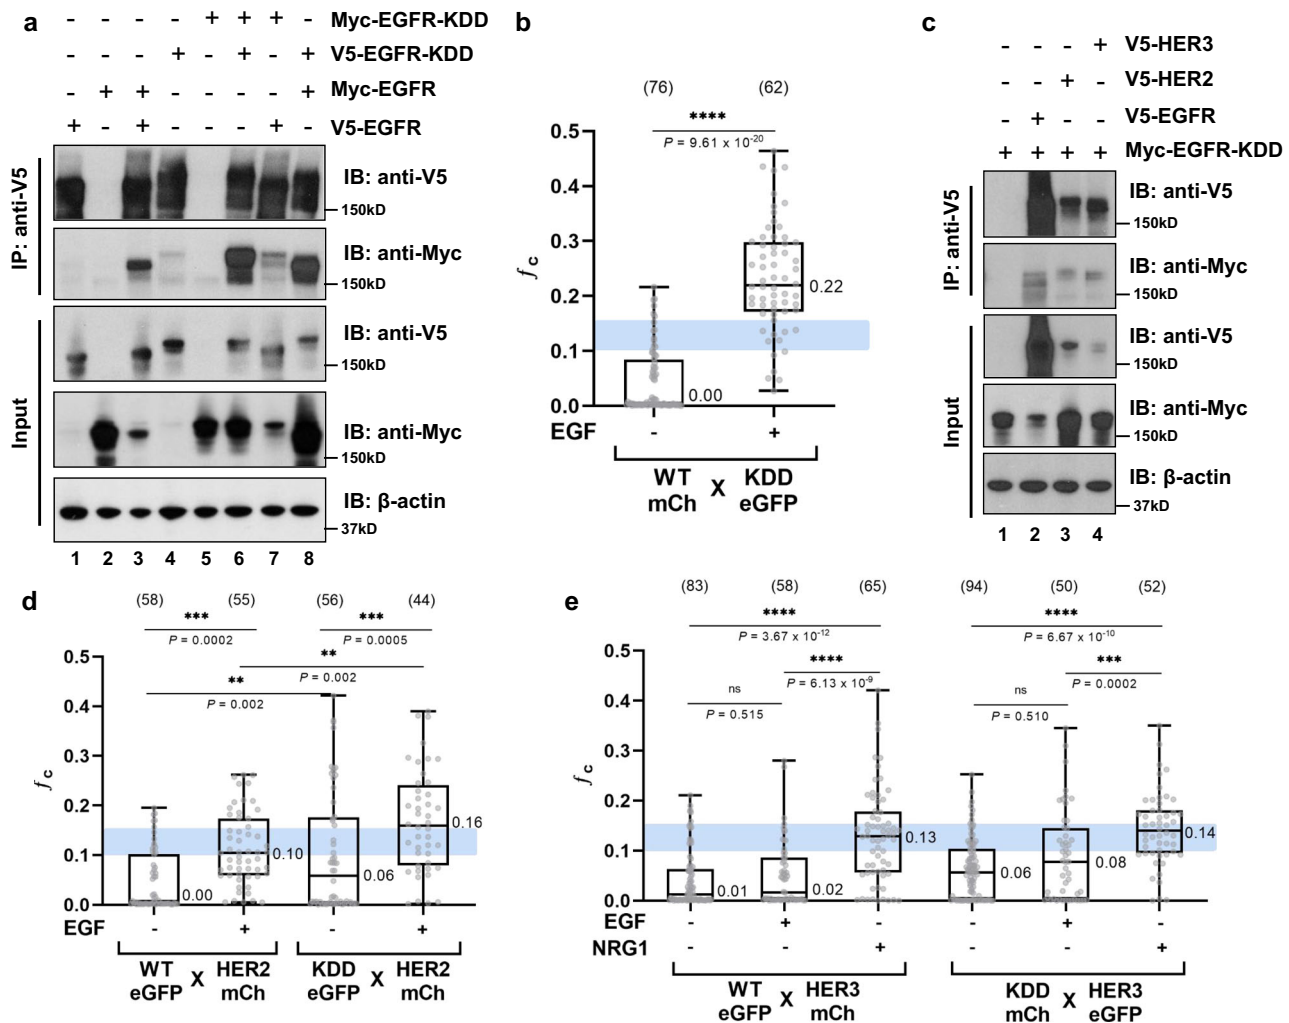 a
- - - - + + + - Myc-EGFR-KDD
- - - + - + - + V5-EGFR-KDD
- + + - - - - + Myc-EGFR
+ - + - - - + - V5-EGFR
IP: anti-V5
IB: anti-V5
150kD
IB: anti-Myc
150kD
Input
IB: anti-V5
150kD
IB: anti-Myc
150kD
IB: β-actin
37kD
1 2 3 4 5 6 7 8
b
(76) (62)
****
P = 9.61 x 10-20
0.5
0.4
0.3
0.2
0.1
0.0
fc
0.22
0.00
EGF - +
WT mCh X KDD eGFP
c
- - - + V5-HER3
- - + - V5-HER2
- + - - V5-EGFR
+ + + + Myc-EGFR-KDD
IP: anti-V5
IB: anti-V5
150kD
IB: anti-Myc
150kD
Input
IB: anti-V5
150kD
IB: anti-Myc
150kD
IB: β-actin
37kD
1 2 3 4
d
(58) (55) (56) (44)
*** ***
P = 0.0002 P = 0.0005
**
P = 0.002
**
P = 0.002
0.5
0.4
0.3
0.2
0.1
0.0
fc
0.00 0.10 0.06 0.16
EGF - + - +
WT eGFP X HER2 mCh KDD eGFP X HER2 mCh
e
(83) (58) (65) (94) (50) (52)
**** ****
P = 3.67 x 10-12 P = 6.67 x 10-10
**** ***
P = 6.13 x 10-9 P = 0.0002
ns ns
P = 0.515 P = 0.510
0.5
0.4
0.3
0.2
0.1
0.0
fc
0.01 0.02 0.13 0.06 0.08 0.14
EGF - + - - + -
NRG1 - - + - - +
WT eGFP X HER3 mCh KDD mCh X HER3 eGFP